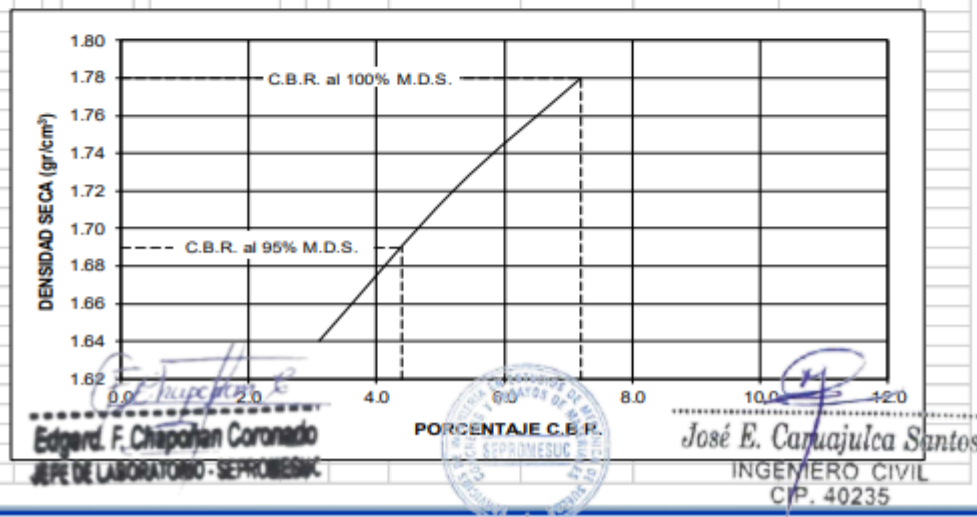 1.80
1.78
C.B.R. al 100% M.D.S.
1.76
1.74
1.72
1.70
C.B.R. al 95% M.D.S.
1.68
1.66
1.64
1.62
DENSIDAD SECA (gr/cm³)
0.0 2.0 4.0 6.0 8.0 10.0 12.0
PORCENTAJE C.B.R.
Edgard. F. Chapoñan Coronado
JEFE DE LABORATORIO - SEPROMESUC
SEPROMESUC
José E. Caruajulca Santos
INGENIERO CIVIL
CIP. 40235